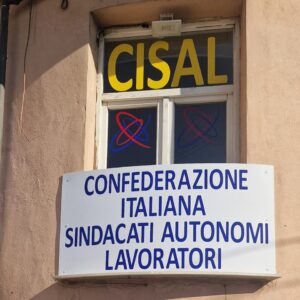 CISAL
CONFEDERAZIONE
ITALIANA
SINDACATI AUTONOMI
LAVORATORI